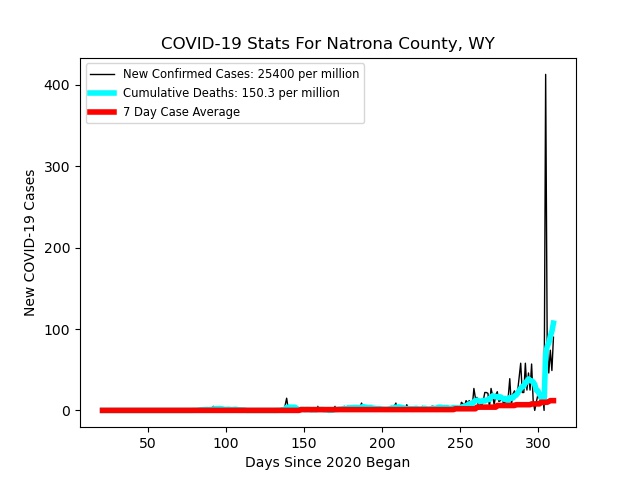 COVID-19 Stats For Natrona County, WY
New Confirmed Cases: 25400 per million
Cumulative Deaths: 150.3 per million
7 Day Case Average
New COVID-19 Cases
400
300
200
100
0
50 100 150 200 250 300
Days Since 2020 Began